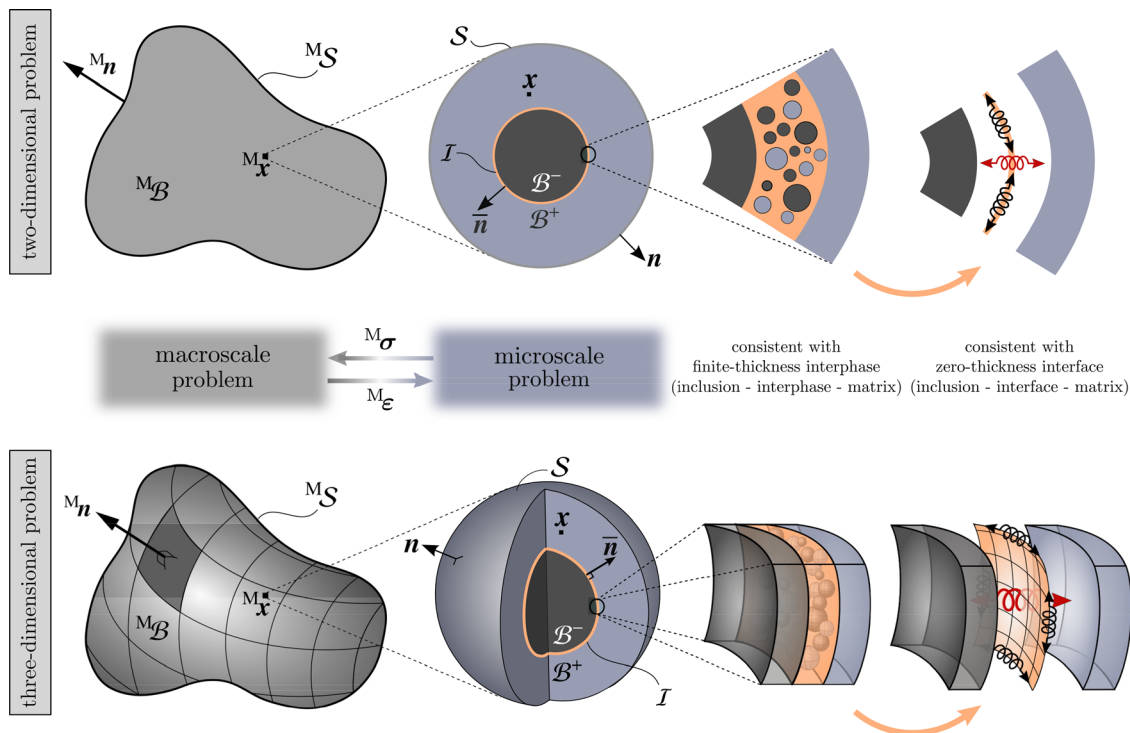 two-dimensional problem
ᴹn
ᴹS
ᴹx
ᴹB
S
x
I
B⁻
n̅
B⁺
n
macroscale
problem
ᴹσ
ᴹε
microscale
problem
consistent with
finite-thickness interphase
(inclusion - interphase - matrix)
consistent with
zero-thickness interface
(inclusion - interface - matrix)
three-dimensional problem
ᴹn
ᴹS
ᴹx
ᴹB
S
x
n
n̅
B⁻
B⁺
I